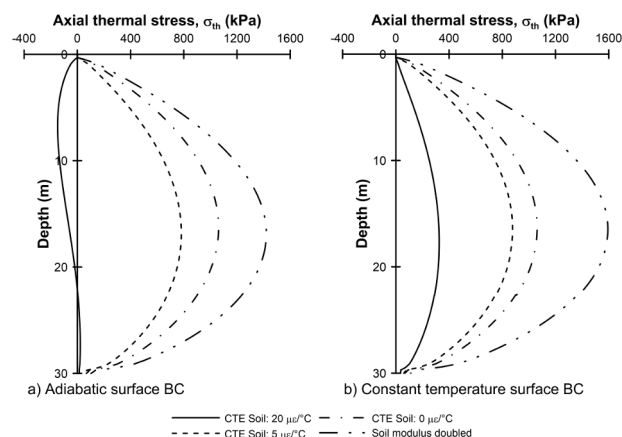 Axial thermal stress, σth (kPa)
-400 0 400 800 1200 1600
0
10
20
30
Depth (m)
a) Adiabatic surface BC
Axial thermal stress, σth (kPa)
-400 0 400 800 1200 1600
0
10
20
30
Depth (m)
b) Constant temperature surface BC
CTE Soil: 20 με/°C
CTE Soil: 0 με/°C
CTE Soil: 5 με/°C
Soil modulus doubled